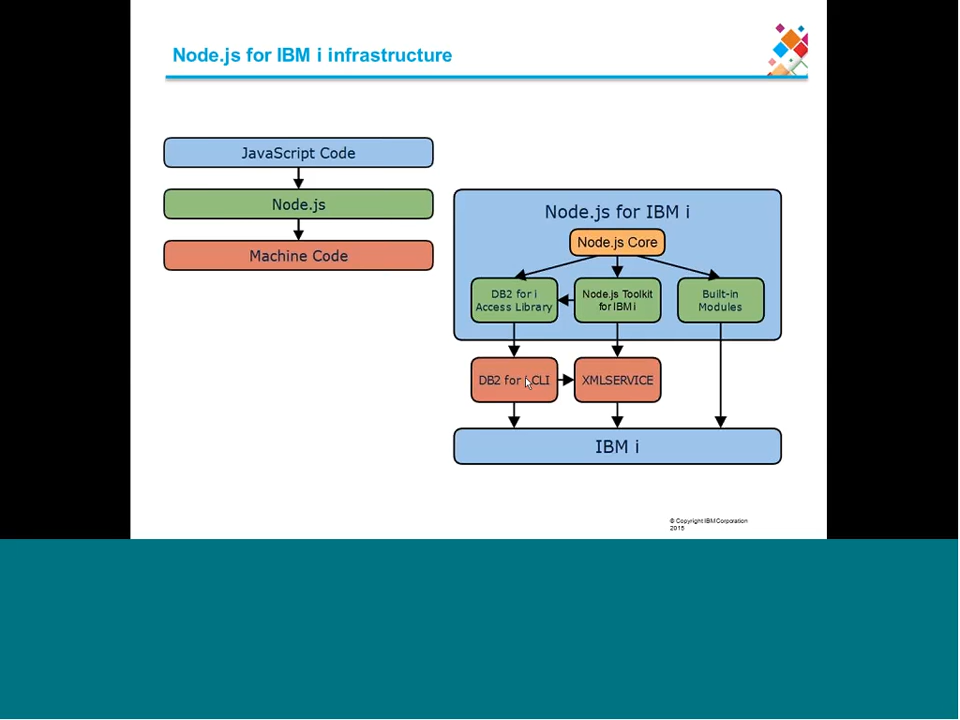 Node.js for IBM i infrastructure
JavaScript Code
Node.js
Machine Code
Node.js for IBM i
Node.js Core
DB2 for i
Access Library
Node.js Toolkit
for IBM i
Built-in
Modules
DB2 for i CLI
XMLSERVICE
IBM i
© Copyright IBM Corporation
2015